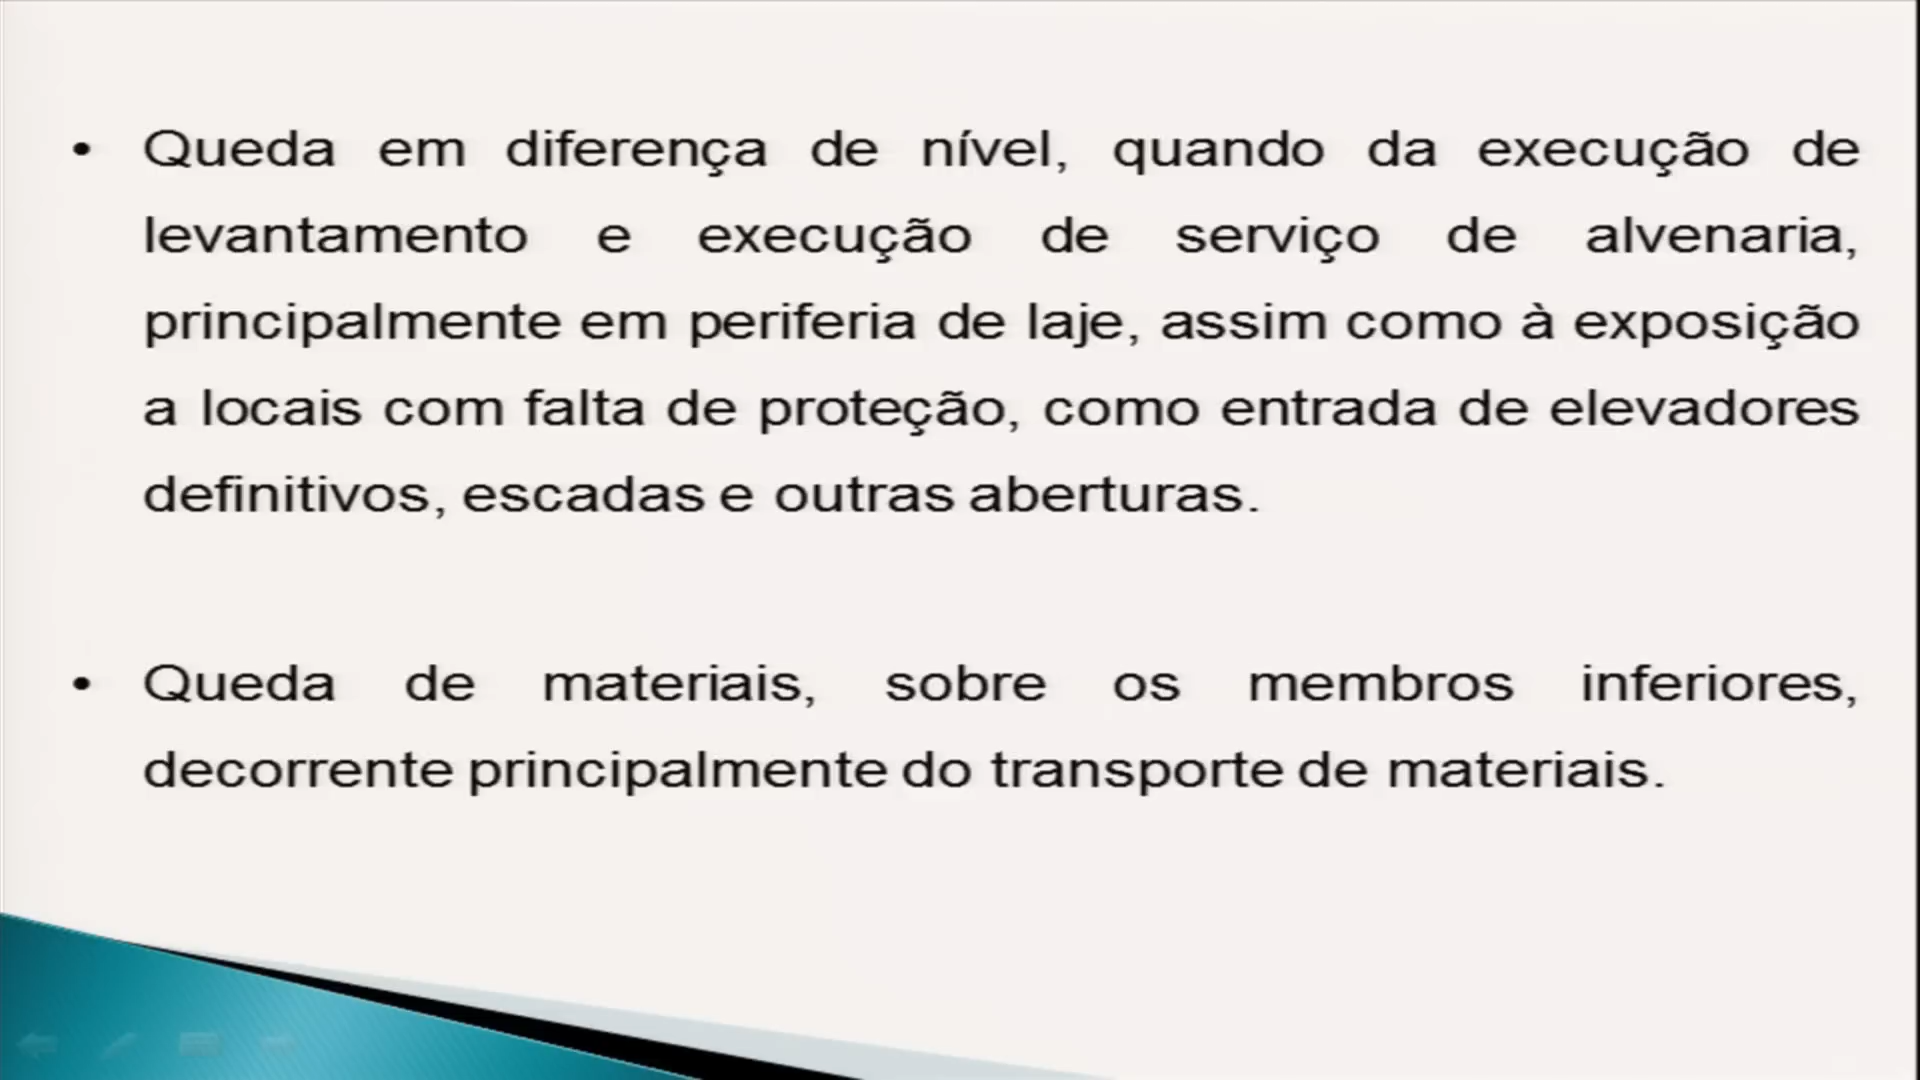 • Queda em diferença de nível, quando da execução de
levantamento e execução de serviço de alvenaria,
principalmente em periferia de laje, assim como à exposição
a locais com falta de proteção, como entrada de elevadores
definitivos, escadas e outras aberturas.
• Queda de materiais, sobre os membros inferiores,
decorrente principalmente do transporte de materiais.